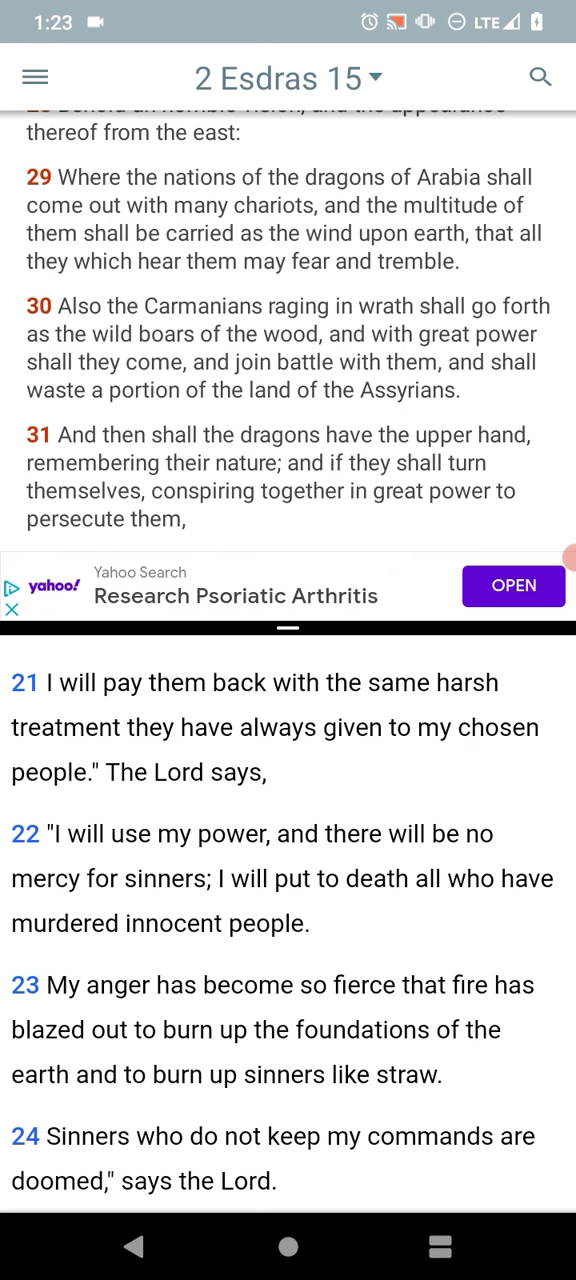 1:23
LTE
2 Esdras 15
thereof from the east:
29 Where the nations of the dragons of Arabia shall
come out with many chariots, and the multitude of
them shall be carried as the wind upon earth, that all
they which hear them may fear and tremble.
30 Also the Carmanians raging in wrath shall go forth
as the wild boars of the wood, and with great power
shall they come, and join battle with them, and shall
waste a portion of the land of the Assyrians.
31 And then shall the dragons have the upper hand,
remembering their nature; and if they shall turn
themselves, conspiring together in great power to
persecute them,
yahoo!
Yahoo Search
Research Psoriatic Arthritis
OPEN
21 I will pay them back with the same harsh
treatment they have always given to my chosen
people." The Lord says,
22 "I will use my power, and there will be no
mercy for sinners; I will put to death all who have
murdered innocent people.
23 My anger has become so fierce that fire has
blazed out to burn up the foundations of the
earth and to burn up sinners like straw.
24 Sinners who do not keep my commands are
doomed," says the Lord.